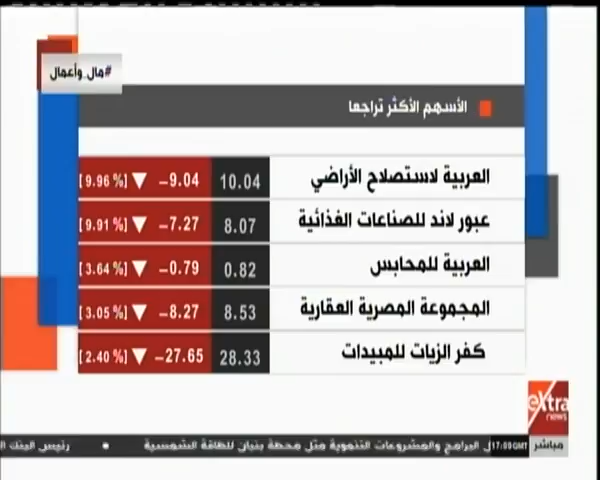 #مال_وأعمال
الأسهم الأكثر تراجعا
العربية لاستصلاح الأراضي 10.04 -9.04 ▼ [9.96 %]
عبور لاند للصناعات الغذائية 8.07 -7.27 ▼ [9.91 %]
العربية للمحابس 0.82 -0.79 ▼ [3.64 %]
المجموعة المصرية العقارية 8.53 -8.27 ▼ [3.05 %]
كفر الزيات للمبيدات 28.33 -27.65 ▼ [2.40 %]
eXtra
news
مباشر 17:09 GMT
البرامج والمشروعات التنموية مثل محطة بنبان للطاقة الشمسية ■ رئيس البنك